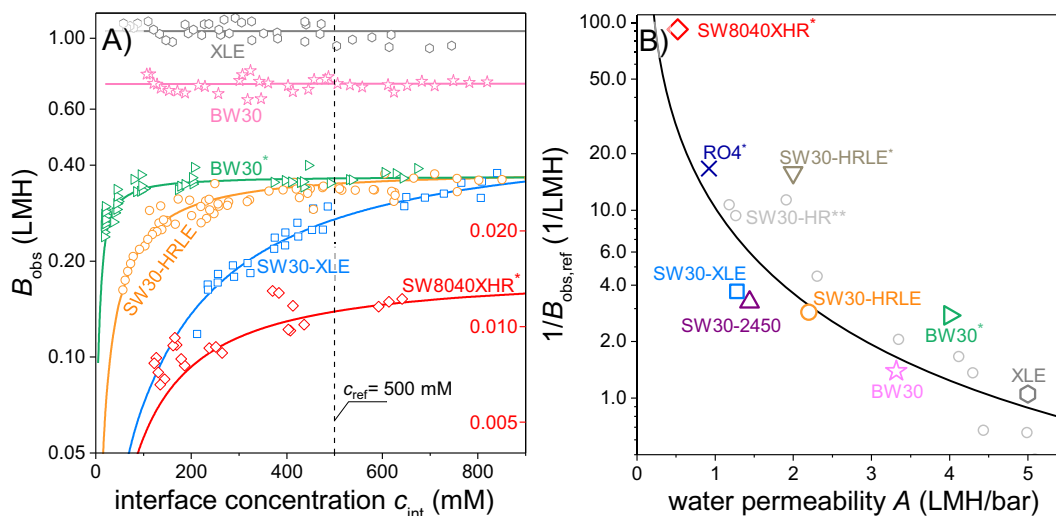 A)
B_obs (LMH)
1.00
0.60
0.40
0.20
0.10
0.05
XLE
BW30
BW30*
SW30-HRLE
SW30-XLE
SW8040XHR*
c_ref = 500 mM
0.020
0.010
0.005
0
200
400
600
800
interface concentration c_int (mM)
B)
1/B_obs,ref (1/LMH)
100.0
50.0
20.0
10.0
6.0
4.0
2.0
1.0
SW8040XHR*
RO4*
SW30-HRLE*
SW30-HR**
SW30-XLE
SW30-HRLE
SW30-2450
BW30*
BW30
XLE
1
2
3
4
5
water permeability A (LMH/bar)